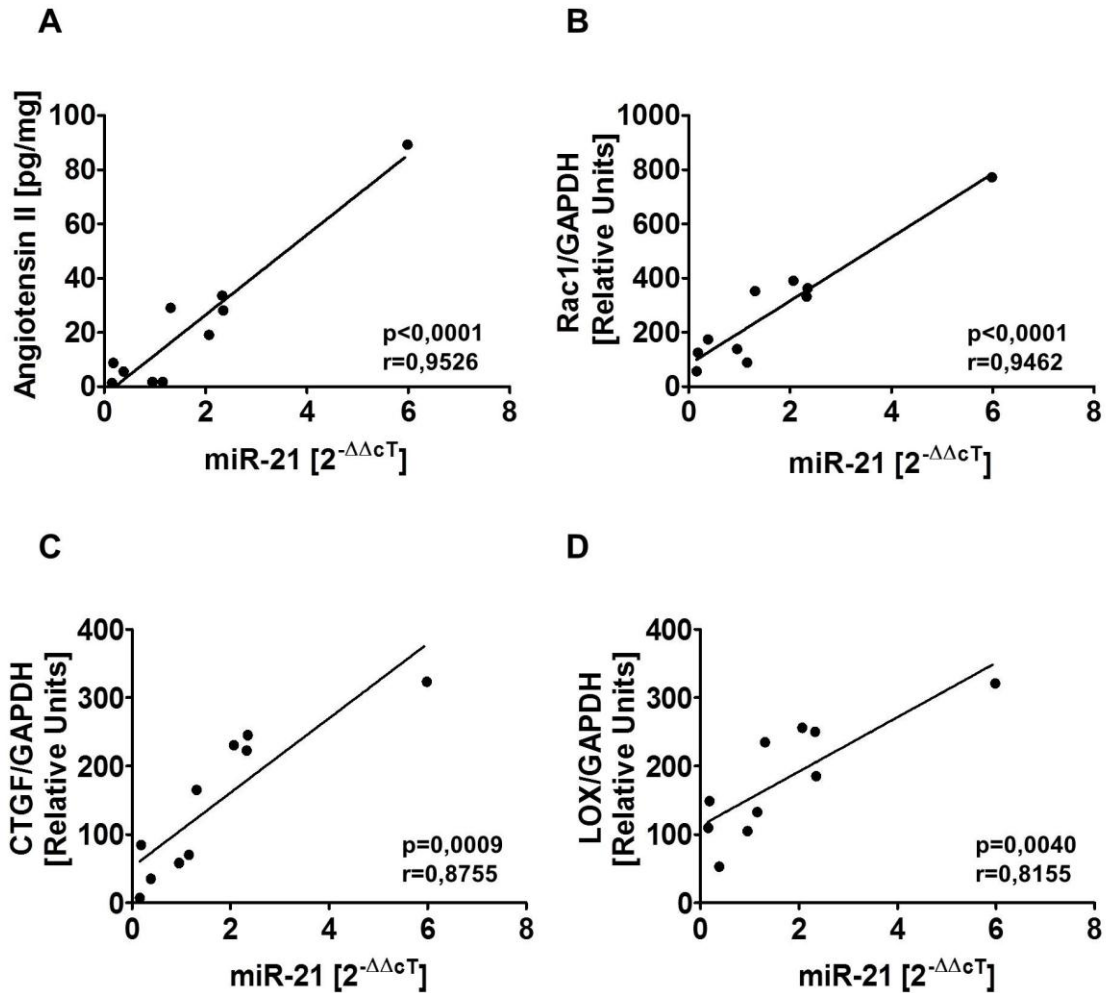 A
Angiotensin II [pg/mg]
100
80
60
40
20
0
p<0,0001
r=0,9526
0 2 4 6 8
miR-21 [2-ΔΔcT]
B
Rac1/GAPDH
[Relative Units]
1000
800
600
400
200
0
p<0,0001
r=0,9462
0 2 4 6 8
miR-21 [2-ΔΔcT]
C
CTGF/GAPDH
[Relative Units]
400
300
200
100
0
p=0,0009
r=0,8755
0 2 4 6 8
miR-21 [2-ΔΔcT]
D
LOX/GAPDH
[Relative Units]
400
300
200
100
0
p=0,0040
r=0,8155
0 2 4 6 8
miR-21 [2-ΔΔcT]